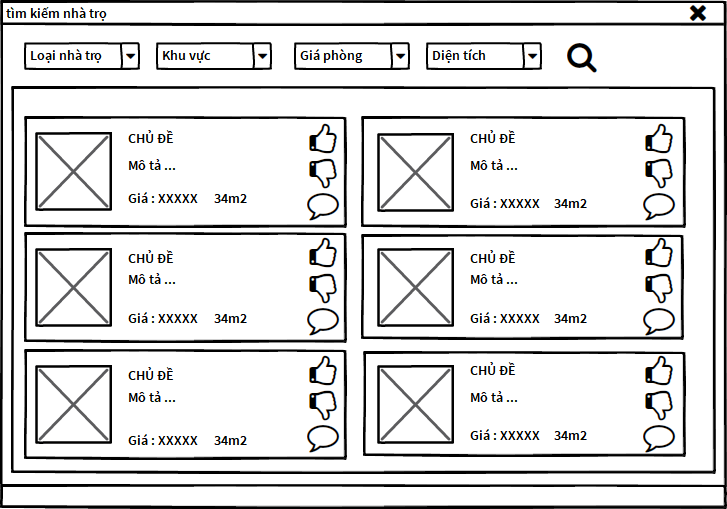 tìm kiếm nhà trọ
Loại nhà trọ Khu vực Giá phòng Diện tích
CHỦ ĐỀ
Mô tả ...
Giá : XXXXX 34m2
CHỦ ĐỀ
Mô tả ...
Giá : XXXXX 34m2
CHỦ ĐỀ
Mô tả ...
Giá : XXXXX 34m2
CHỦ ĐỀ
Mô tả ...
Giá : XXXXX 34m2
CHỦ ĐỀ
Mô tả ...
Giá : XXXXX 34m2
CHỦ ĐỀ
Mô tả ...
Giá : XXXXX 34m2